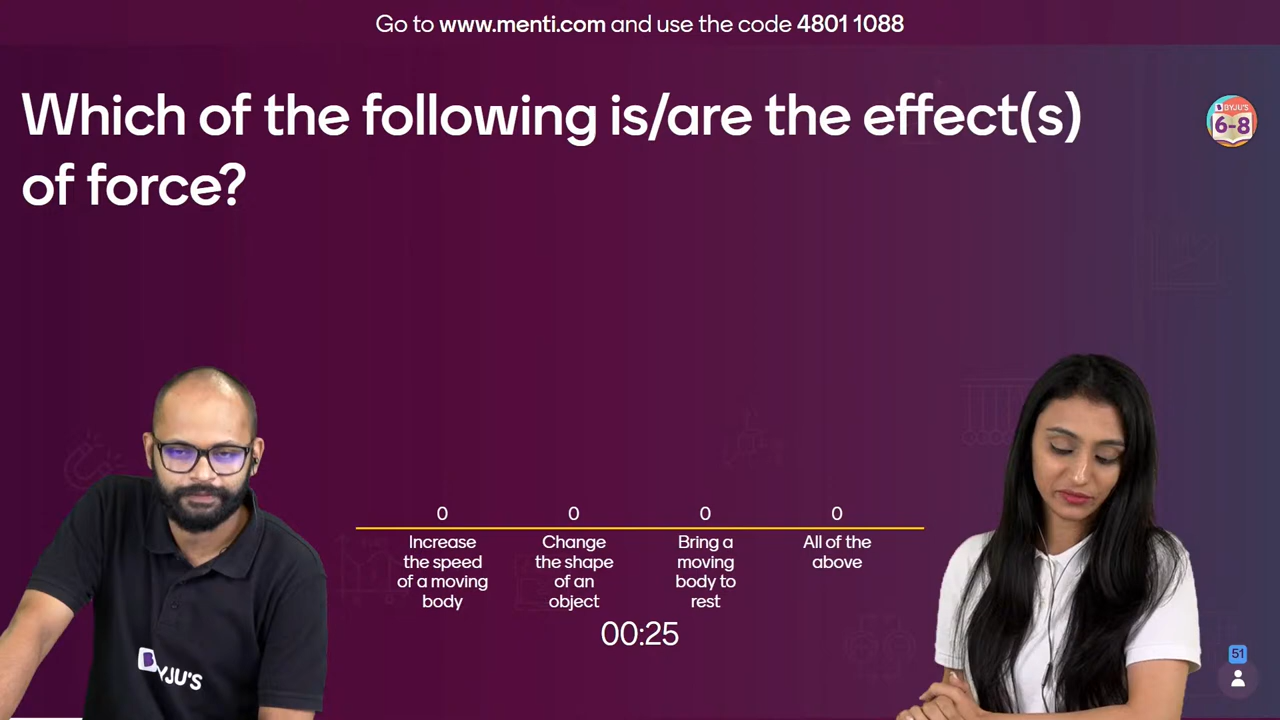 Go to www.menti.com and use the code 4801 1088
Which of the following is/are the effect(s)
of force?
BYJU'S
6-8
0
0
0
0
Increase
the speed
of a moving
body
Change
the shape
of an
object
Bring a
moving
body to
rest
All of the
above
00:25
BYJU'S
51